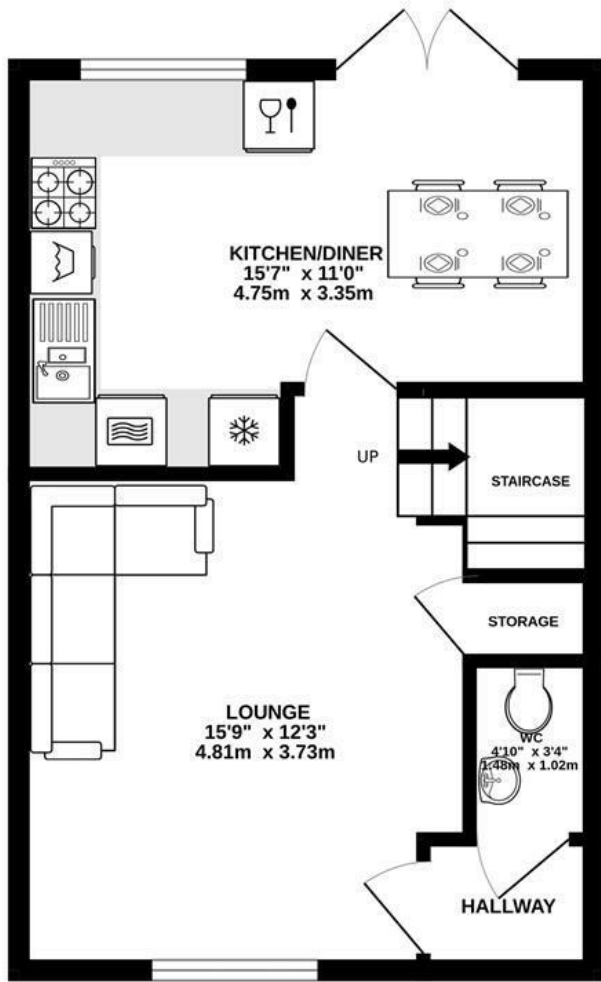 KITCHEN/DINER
15'7" x 11'0"
4.75m x 3.35m
UP
STAIRCASE
STORAGE
LOUNGE
15'9" x 12'3"
4.81m x 3.73m
WC
4'10" x 3'4"
1.48m x 1.02m
HALLWAY